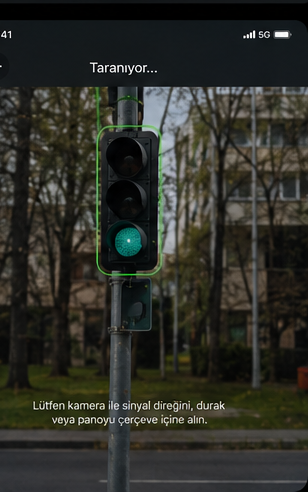 41
5G
Taranıyor...
Lütfen kamera ile sinyal direğini, durak
veya panoyu çerçeve içine alın.